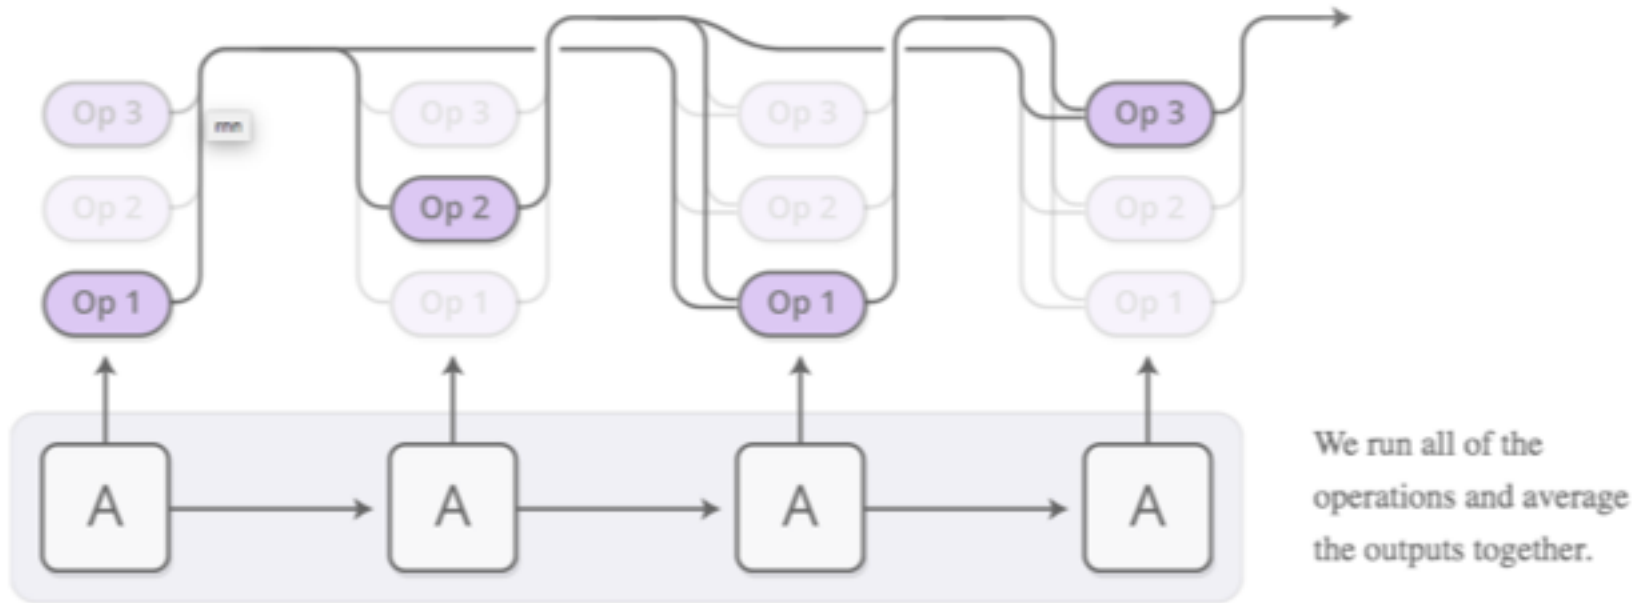 Op 3 Op 3 Op 3 Op 3
rnn
Op 2 Op 2 Op 2 Op 2
Op 1 Op 1 Op 1 Op 1
A A A A
We run all of the
operations and average
the outputs together.